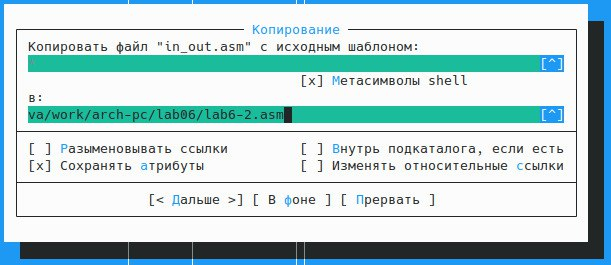 Копирование
Копировать файл "in_out.asm" с исходным шаблоном:
[^]
[x] Метасимволы shell
в:
va/work/arch-pc/lab06/lab6-2.asm [^]
[ ] Разыменовывать ссылки [ ] Внутрь подкаталога, если есть
[x] Сохранять атрибуты [ ] Изменять относительные ссылки
[< Дальше >] [ В фоне ] [ Прервать ]